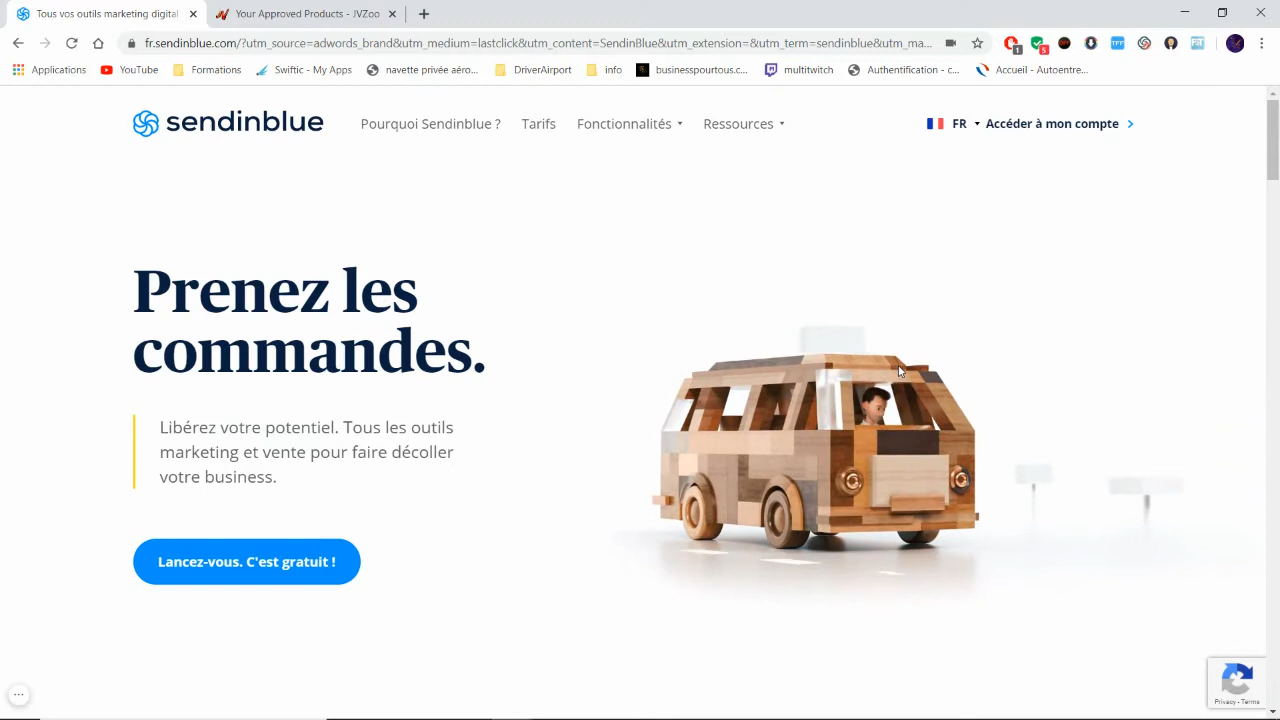 Tous vos outils marketing digital
Your Approved Products - JVZoo
fr.sendinblue.com/?utm_source=adwords_brand&utm_medium=lastclick&utm_content=SendinBlue&utm_extension=&utm_term=sendinblue&utm_ma...
1
5
Applications
YouTube
Formations
Swiftic - My Apps
navette privée aéro...
DriverAirport
info
businesspourtous.c...
multitwitch
Authentification - c...
Accueil - Autoentre...
sendinblue
Pourquoi Sendinblue ?
Tarifs
Fonctionnalités
Ressources
FR
Accéder à mon compte
Prenez les
commandes.
Libérez votre potentiel. Tous les outils
marketing et vente pour faire décoller
votre business.
Lancez-vous. C'est gratuit !
Privacy - Terms